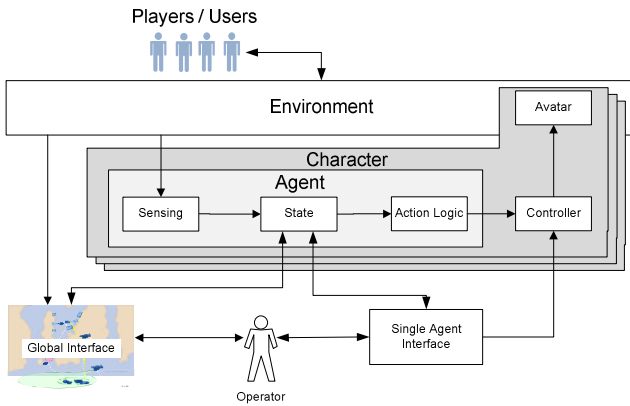 Players / Users
Environment
Avatar
Character
Agent
Sensing
State
Action Logic
Controller
Global Interface
Single Agent
Interface
Operator